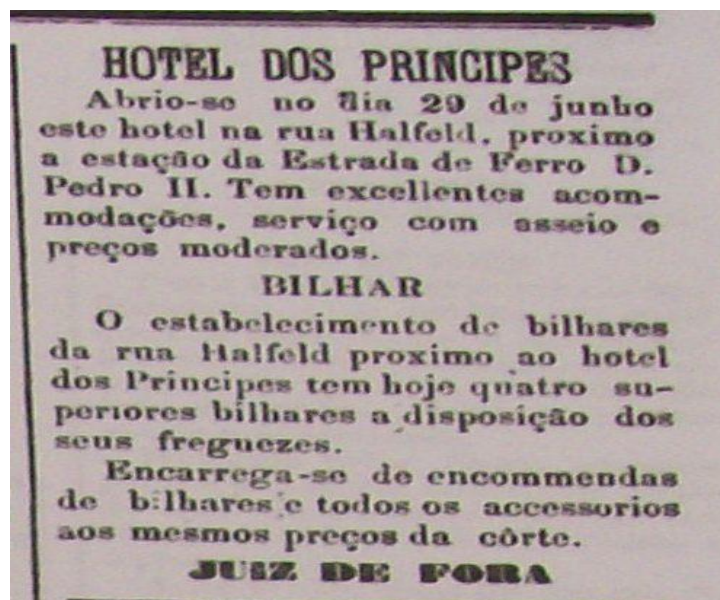 HOTEL DOS PRINCIPES
Abrio-se no dia 29 de junho
este hotel na rua Halfeld, proximo
a estação da Estrada de Ferro D.
Pedro II. Tem excellentes acom-
modações, serviço com asseio e
preços moderados.
BILHAR
O estabelecimento de bilhares
da rua Halfeld proximo ao hotel
dos Principes tem hoje quatro su-
periores bilhares a disposição dos
seus freguezes.
Encarrega-se de encommendas
de bilhares e todos os accessorios
aos mesmos preços da côrte.
JUIZ DE FORA